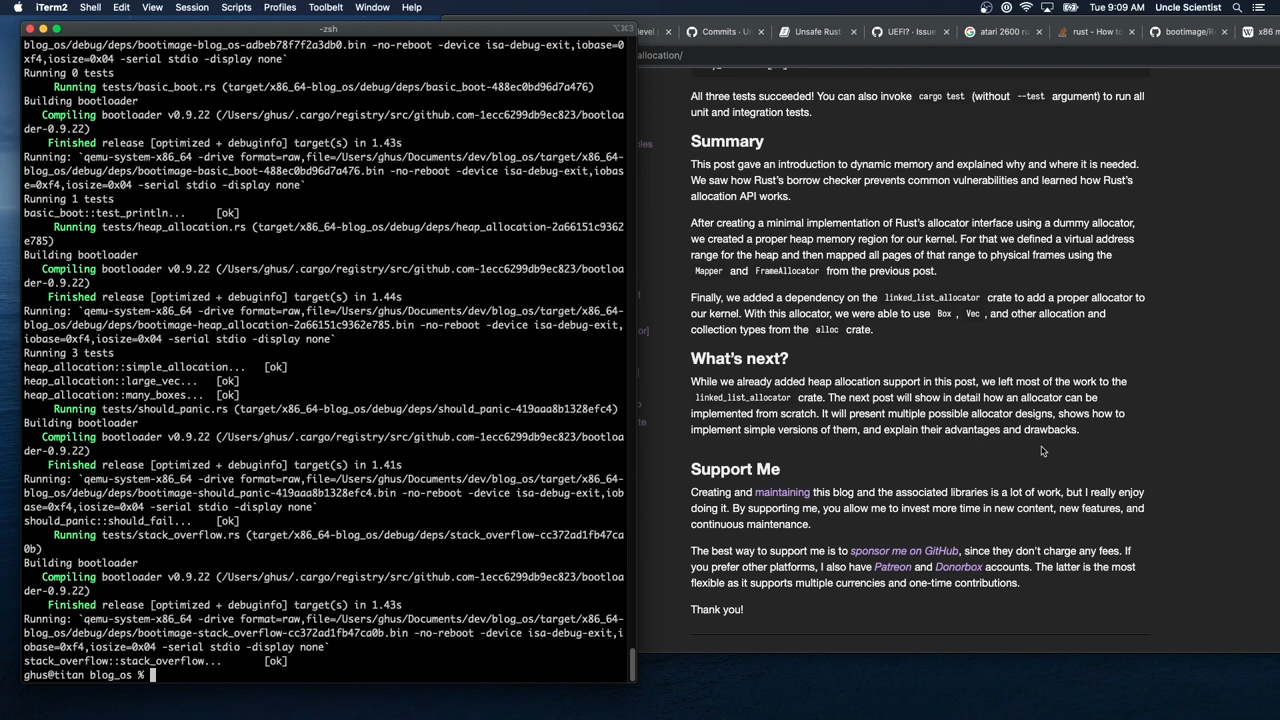 iTerm2 Shell Edit View Session Scripts Profiles Toolbelt Window Help
Tue 9:09 AM Uncle Scientist
-zsh
⌥⌘3
blog_os/debug/deps/bootimage-blog_os-adbeb78f7f2a3db0.bin -no-reboot -device isa-debug-exit,iobase=0
xf4,iosize=0x04 -serial stdio -display none`
Running 0 tests
Running tests/basic_boot.rs (target/x86_64-blog_os/debug/deps/basic_boot-488ec0bd96d7a476)
Building bootloader
Compiling bootloader v0.9.22 (/Users/ghus/.cargo/registry/src/github.com-1ecc6299db9ec823/bootloa
der-0.9.22)
Finished release [optimized + debuginfo] target(s) in 1.43s
Running: `qemu-system-x86_64 -drive format=raw,file=/Users/ghus/Documents/dev/blog_os/target/x86_64-
blog_os/debug/deps/bootimage-basic_boot-488ec0bd96d7a476.bin -no-reboot -device isa-debug-exit,iobas
e=0xf4,iosize=0x04 -serial stdio -display none`
Running 1 tests
basic_boot::test_println... [ok]
Running tests/heap_allocation.rs (target/x86_64-blog_os/debug/deps/heap_allocation-2a66151c9362
e785)
Building bootloader
Compiling bootloader v0.9.22 (/Users/ghus/.cargo/registry/src/github.com-1ecc6299db9ec823/bootloa
der-0.9.22)
Finished release [optimized + debuginfo] target(s) in 1.44s
Running: `qemu-system-x86_64 -drive format=raw,file=/Users/ghus/Documents/dev/blog_os/target/x86_64-
blog_os/debug/deps/bootimage-heap_allocation-2a66151c9362e785.bin -no-reboot -device isa-debug-exit,
iobase=0xf4,iosize=0x04 -serial stdio -display none`
Running 3 tests
heap_allocation::simple_allocation... [ok]
heap_allocation::large_vec... [ok]
heap_allocation::many_boxes... [ok]
Running tests/should_panic.rs (target/x86_64-blog_os/debug/deps/should_panic-419aaa8b1328efc4)
Building bootloader
Compiling bootloader v0.9.22 (/Users/ghus/.cargo/registry/src/github.com-1ecc6299db9ec823/bootloa
der-0.9.22)
Finished release [optimized + debuginfo] target(s) in 1.41s
Running: `qemu-system-x86_64 -drive format=raw,file=/Users/ghus/Documents/dev/blog_os/target/x86_64-
blog_os/debug/deps/bootimage-should_panic-419aaa8b1328efc4.bin -no-reboot -device isa-debug-exit,iob
ase=0xf4,iosize=0x04 -serial stdio -display none`
should_panic::should_fail... [ok]
Running tests/stack_overflow.rs (target/x86_64-blog_os/debug/deps/stack_overflow-cc372ad1fb47ca
0b)
Building bootloader
Compiling bootloader v0.9.22 (/Users/ghus/.cargo/registry/src/github.com-1ecc6299db9ec823/bootloa
der-0.9.22)
Finished release [optimized + debuginfo] target(s) in 1.43s
Running: `qemu-system-x86_64 -drive format=raw,file=/Users/ghus/Documents/dev/blog_os/target/x86_64-
blog_os/debug/deps/bootimage-stack_overflow-cc372ad1fb47ca0b.bin -no-reboot -device isa-debug-exit,i
obase=0xf4,iosize=0x04 -serial stdio -display none`
stack_overflow::stack_overflow... [ok]
ghus@titan blog_os %
level Commits · Unsafe Rust UEFI? · Issue atari 2600 ru rust - How to bootimage/Re x86 m
allocation/
All three tests succeeded! You can also invoke cargo test (without --test argument) to run all
unit and integration tests.
Summary
This post gave an introduction to dynamic memory and explained why and where it is needed.
We saw how Rust's borrow checker prevents common vulnerabilities and learned how Rust's
allocation API works.
After creating a minimal implementation of Rust's allocator interface using a dummy allocator,
we created a proper heap memory region for our kernel. For that we defined a virtual address
range for the heap and then mapped all pages of that range to physical frames using the
Mapper and FrameAllocator from the previous post.
Finally, we added a dependency on the linked_list_allocator crate to add a proper allocator to
our kernel. With this allocator, we were able to use Box , Vec , and other allocation and
collection types from the alloc crate.
What's next?
While we already added heap allocation support in this post, we left most of the work to the
linked_list_allocator crate. The next post will show in detail how an allocator can be
implemented from scratch. It will present multiple possible allocator designs, shows how to
implement simple versions of them, and explain their advantages and drawbacks.
Support Me
Creating and maintaining this blog and the associated libraries is a lot of work, but I really enjoy
doing it. By supporting me, you allow me to invest more time in new content, new features, and
continuous maintenance.
The best way to support me is to sponsor me on GitHub, since they don't charge any fees. If
you prefer other platforms, I also have Patreon and Donorbox accounts. The latter is the most
flexible as it supports multiple currencies and one-time contributions.
Thank you!